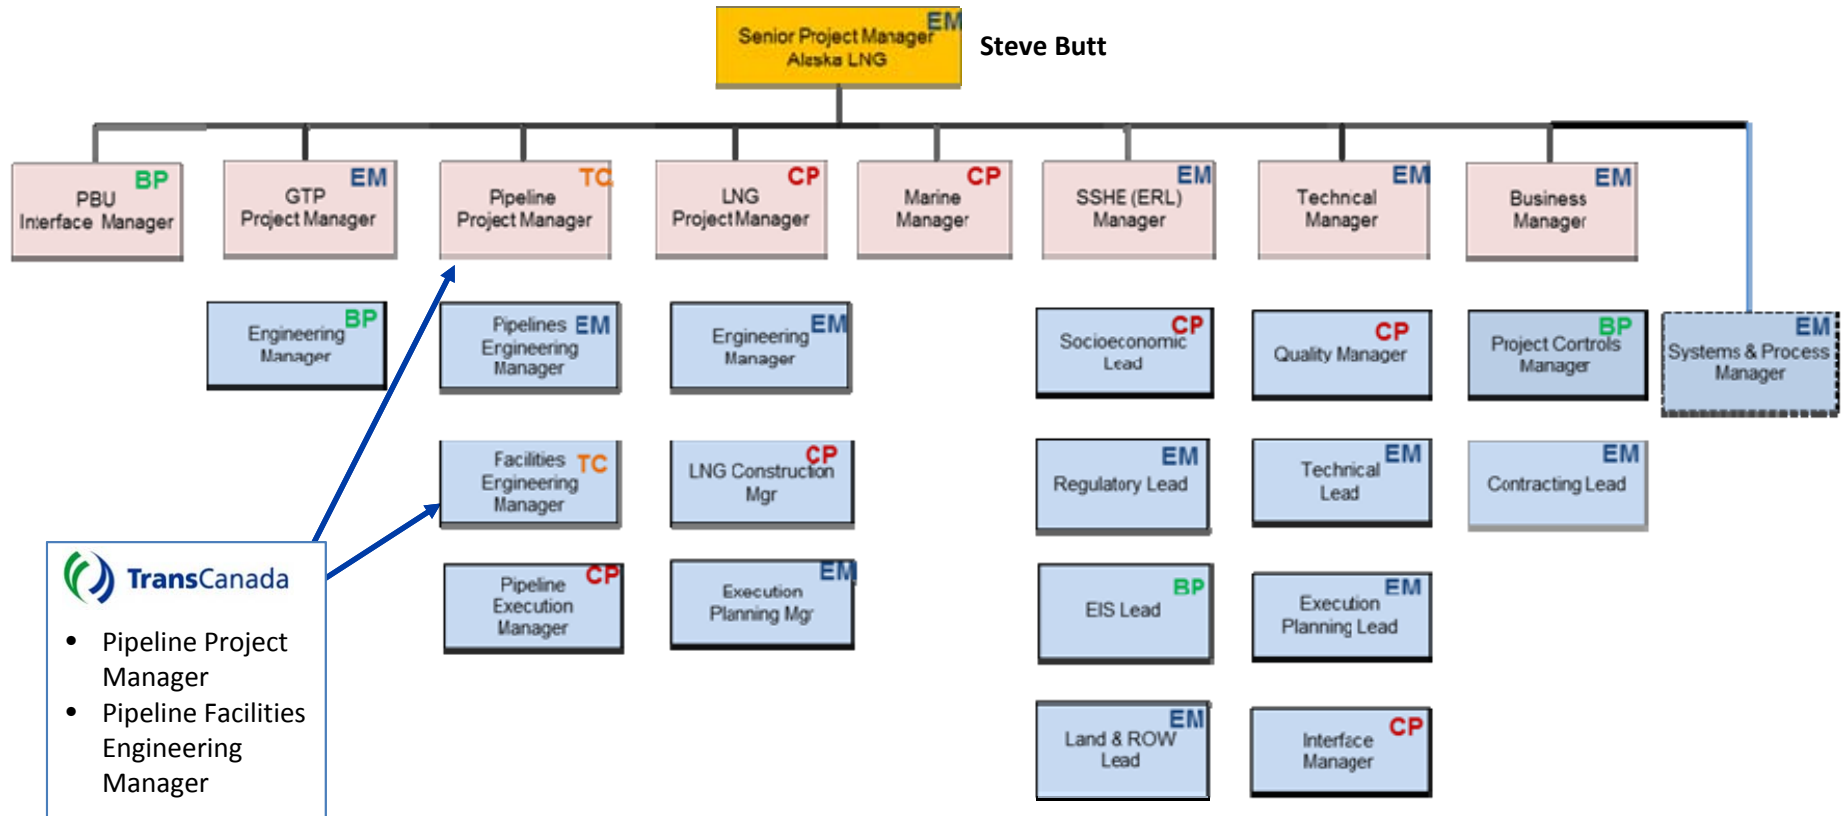 EM
Senior Project Manager
Alaska LNG
Steve Butt
BP
PBU
Interface Manager
EM
GTP
Project Manager
TC
Pipeline
Project Manager
CP
LNG
Project Manager
CP
Marine
Manager
EM
SSHE (ERL)
Manager
EM
Technical
Manager
EM
Business
Manager
BP
Engineering
Manager
Pipelines EM
Engineering
Manager
EM
Engineering
Manager
CP
Socioeconomic
Lead
CP
Quality Manager
BP
Project Controls
Manager
EM
Systems & Process
Manager
Facilities TC
Engineering
Manager
CP
LNG Construction
Mgr
EM
Regulatory Lead
EM
Technical
Lead
EM
Contracting Lead
CP
Pipeline
Execution
Manager
EM
Execution
Planning Mgr
BP
EIS Lead
EM
Execution
Planning Lead
EM
Land & ROW
Lead
CP
Interface
Manager
TransCanada
• Pipeline Project
Manager
• Pipeline Facilities
Engineering
Manager